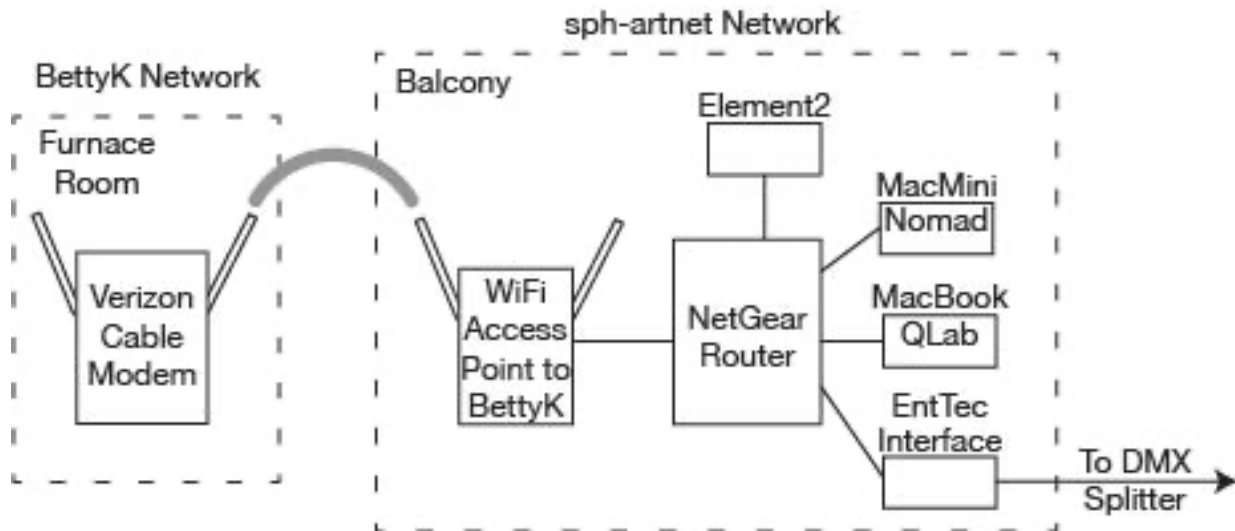 sph-artnet Network
BettyK Network
Furnace
Room
Verizon
Cable
Modem
Balcony
WiFi
Access
Point to
BettyK
NetGear
Router
Element2
MacMini
Nomad
MacBook
QLab
EntTec
Interface
To DMX
Splitter